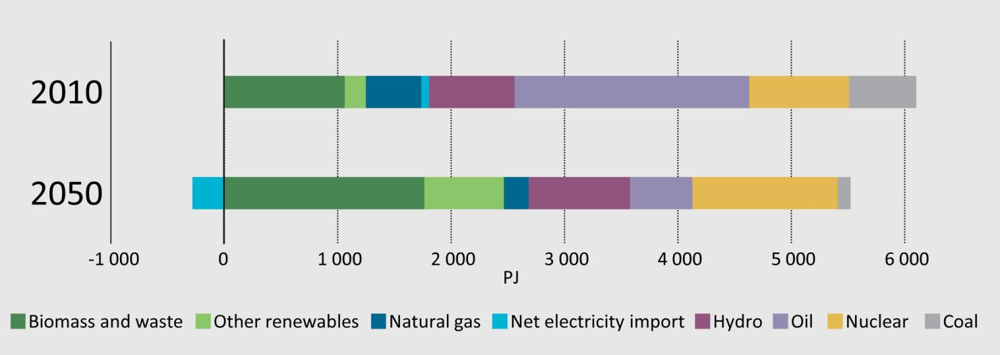 2010
2050
-1 000 0 1 000 2 000 3 000 4 000 5 000 6 000
PJ
Biomass and waste Other renewables Natural gas Net electricity import Hydro Oil Nuclear Coal